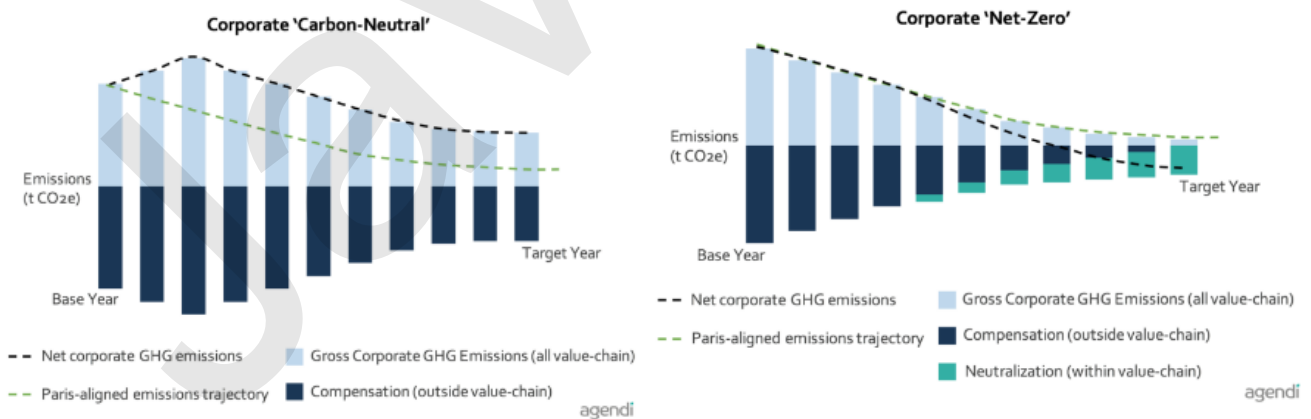 Corporate 'Carbon-Neutral'
Emissions
(t CO2e)
Base Year
Target Year
Net corporate GHG emissions
Gross Corporate GHG Emissions (all value-chain)
Paris-aligned emissions trajectory
Compensation (outside value-chain)
agendi
Corporate 'Net-Zero'
Emissions
(t CO2e)
Target Year
Base Year
Net corporate GHG emissions
Gross Corporate GHG Emissions (all value-chain)
Paris-aligned emissions trajectory
Compensation (outside value-chain)
Neutralization (within value-chain)
agendi